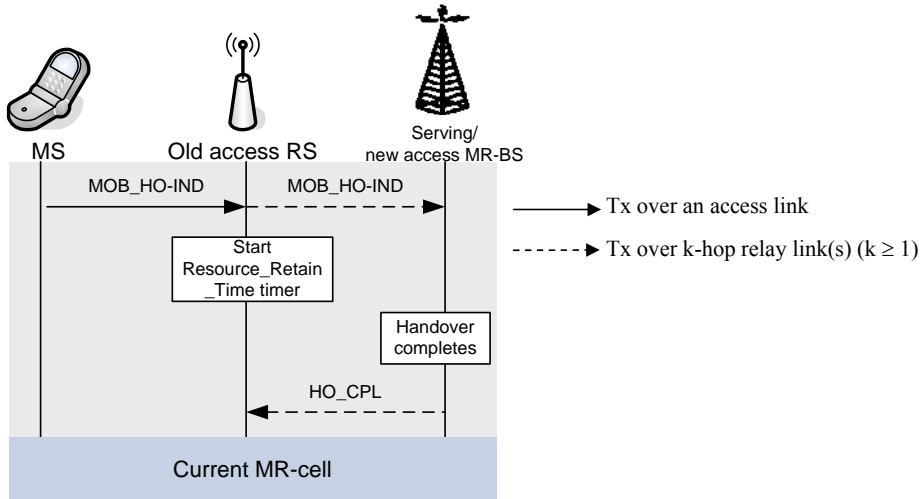 MS
Old access RS
Serving/
new access MR-BS
MOB_HO-IND
MOB_HO-IND
Start
Resource_Retain
_Time timer
Handover
completes
HO_CPL
Current MR-cell
Tx over an access link
Tx over k-hop relay link(s) (k ≥ 1)